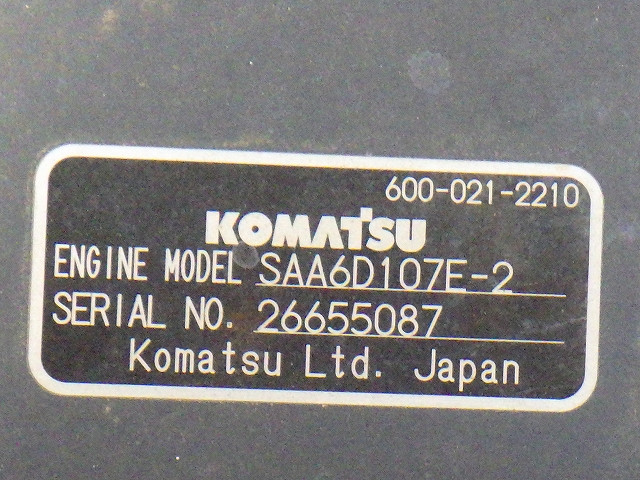 600-021-2210
KOMATSU
ENGINE MODEL SAA6D107E-2
SERIAL NO. 26655087
Komatsu Ltd. Japan